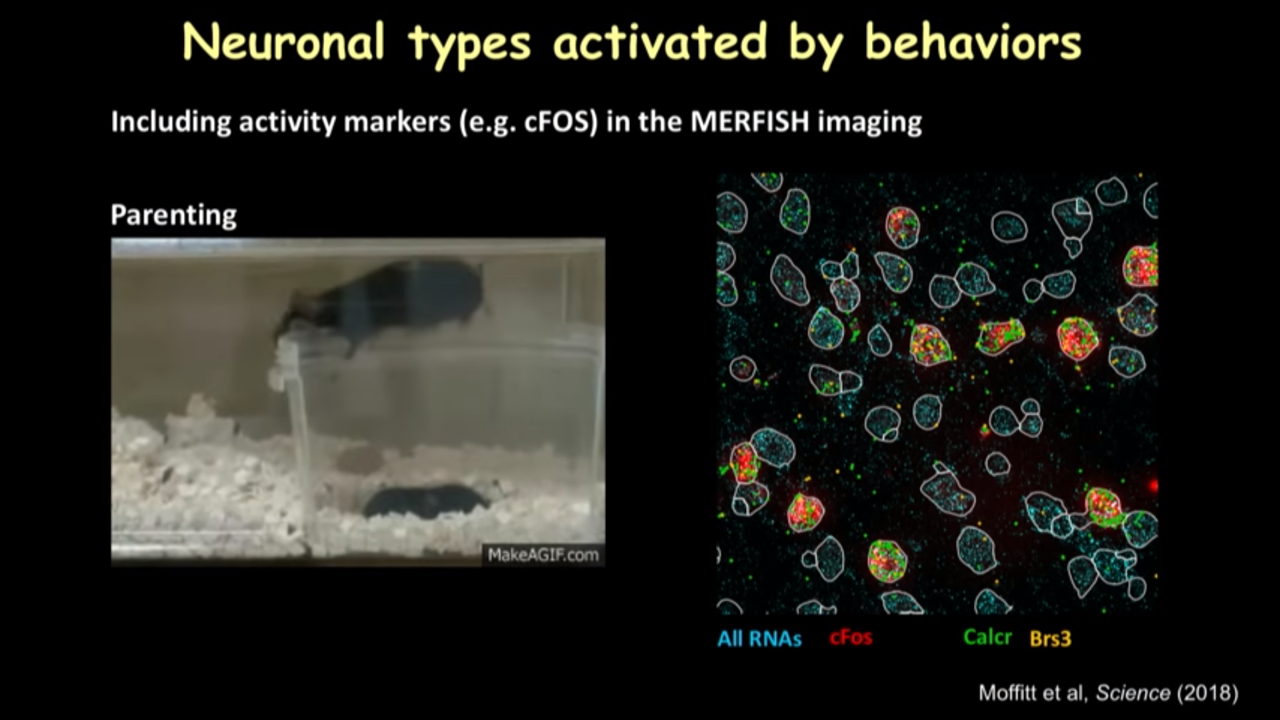 Neuronal types activated by behaviors
Including activity markers (e.g. cFOS) in the MERFISH imaging
Parenting
MakeAGIF.com
All RNAs cFos Calcr Brs3
Moffitt et al, Science (2018)